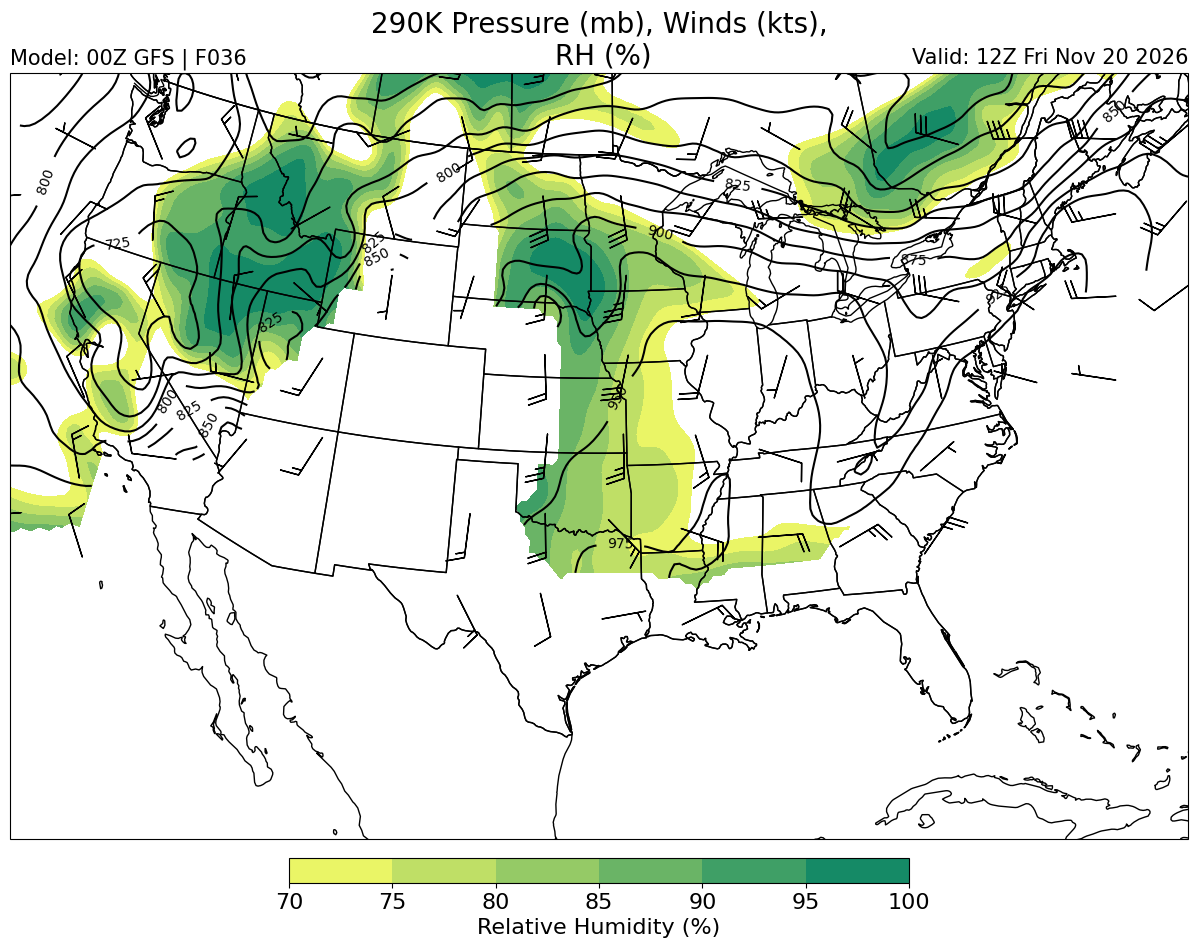 290K Pressure (mb), Winds (kts),
RH (%)
Model: 00Z GFS | F036
Valid: 12Z Fri Nov 20 2026
800
800
825
725
900
825
850
875
825
800
825
850
975
70 75 80 85 90 95 100
Relative Humidity (%)